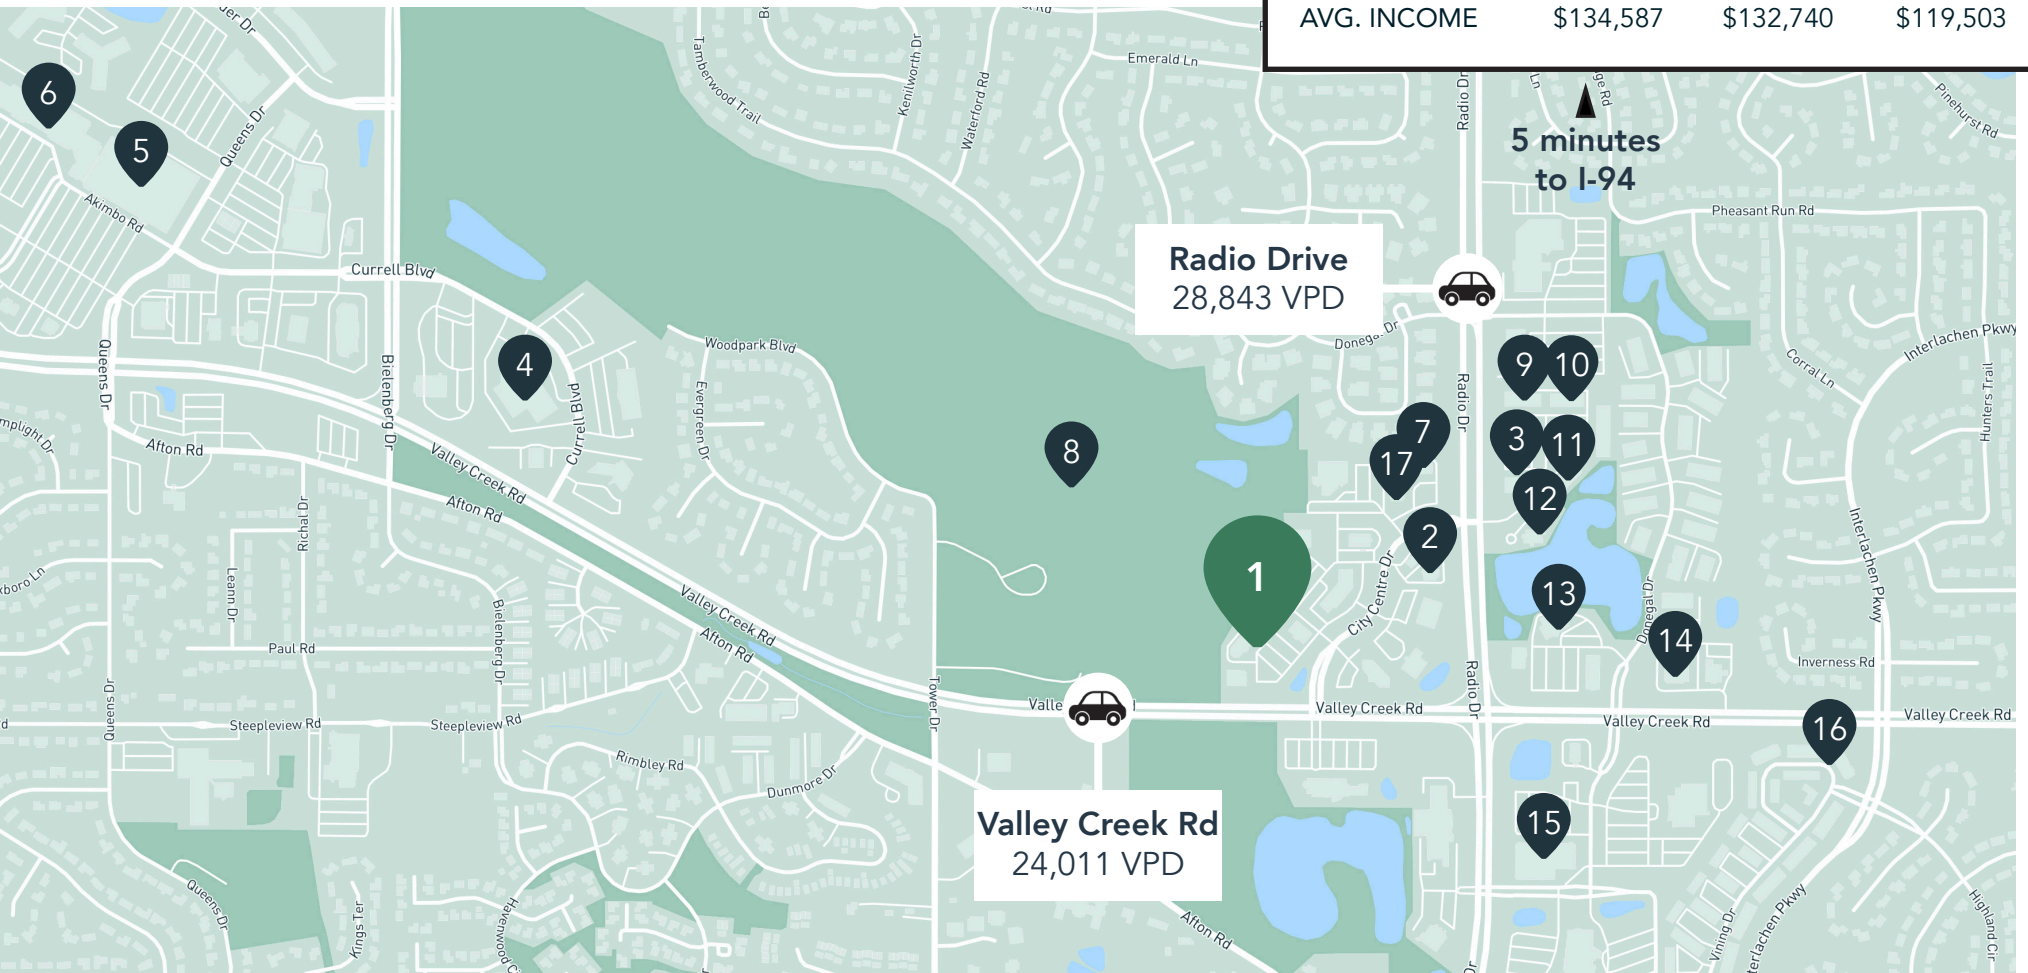 AVG. INCOME $134,587 $132,740 $119,503
Emerald Ln
Tamberwood Trail
Kenilworth Dr
Waterford Rd
Radio Dr
Ln
Pinehurst Rd
6
5
Queens Dr
5 minutes
to I-94
Akimbo Rd
Pheasant Run Rd
Currell Blvd
Radio Drive
28,843 VPD
Donegal Dr
Interlachen Pkwy
Woodpark Blvd
Queens Dr
Bielenberg Dr
4
Currell Blvd
Evergreen Dr
9
10
Corral Ln
Hunters Trail
Radio Dr
Afton Rd
Valley Creek Rd
8
7
17
3
11
12
Afton Rd
Richal Dr
2
1
Interlachen Pkwy
Leann Dr
Bielenberg Dr
Valley Creek Rd
City Centre Dr
13
Donegal Dr
14
Paul Rd
Afton Rd
Inverness Rd
Queens Dr
Steepleview Rd
Steepleview Rd
Tower Dr
Radio Dr
Valley Creek Rd
Valley Creek Rd
16
Valley Creek Rd
Rimbley Rd
Dunmore Dr
Valley Creek Rd
24,011 VPD
15
Queens Dr
Kings Ter
Havenwood
Afton Rd
Vining Dr
Highland Cir